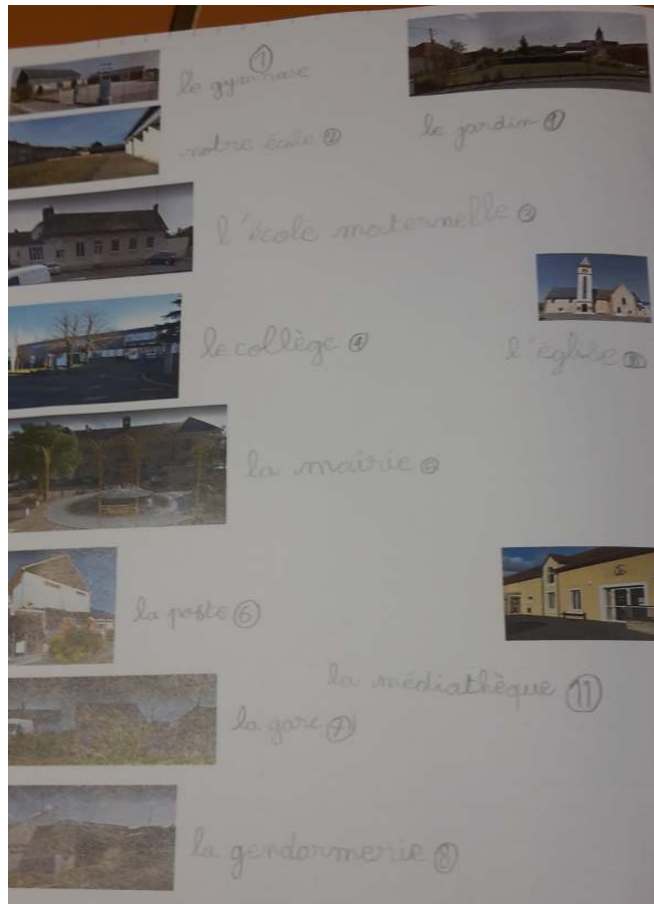 le gymnase ①
notre école ②
l'école maternelle ③
le collège ④
la mairie ⑤
la poste ⑥
la gare ⑦
la gendarmerie ⑧
le jardin ⑨
l'église ⑩
la médiathèque ⑪